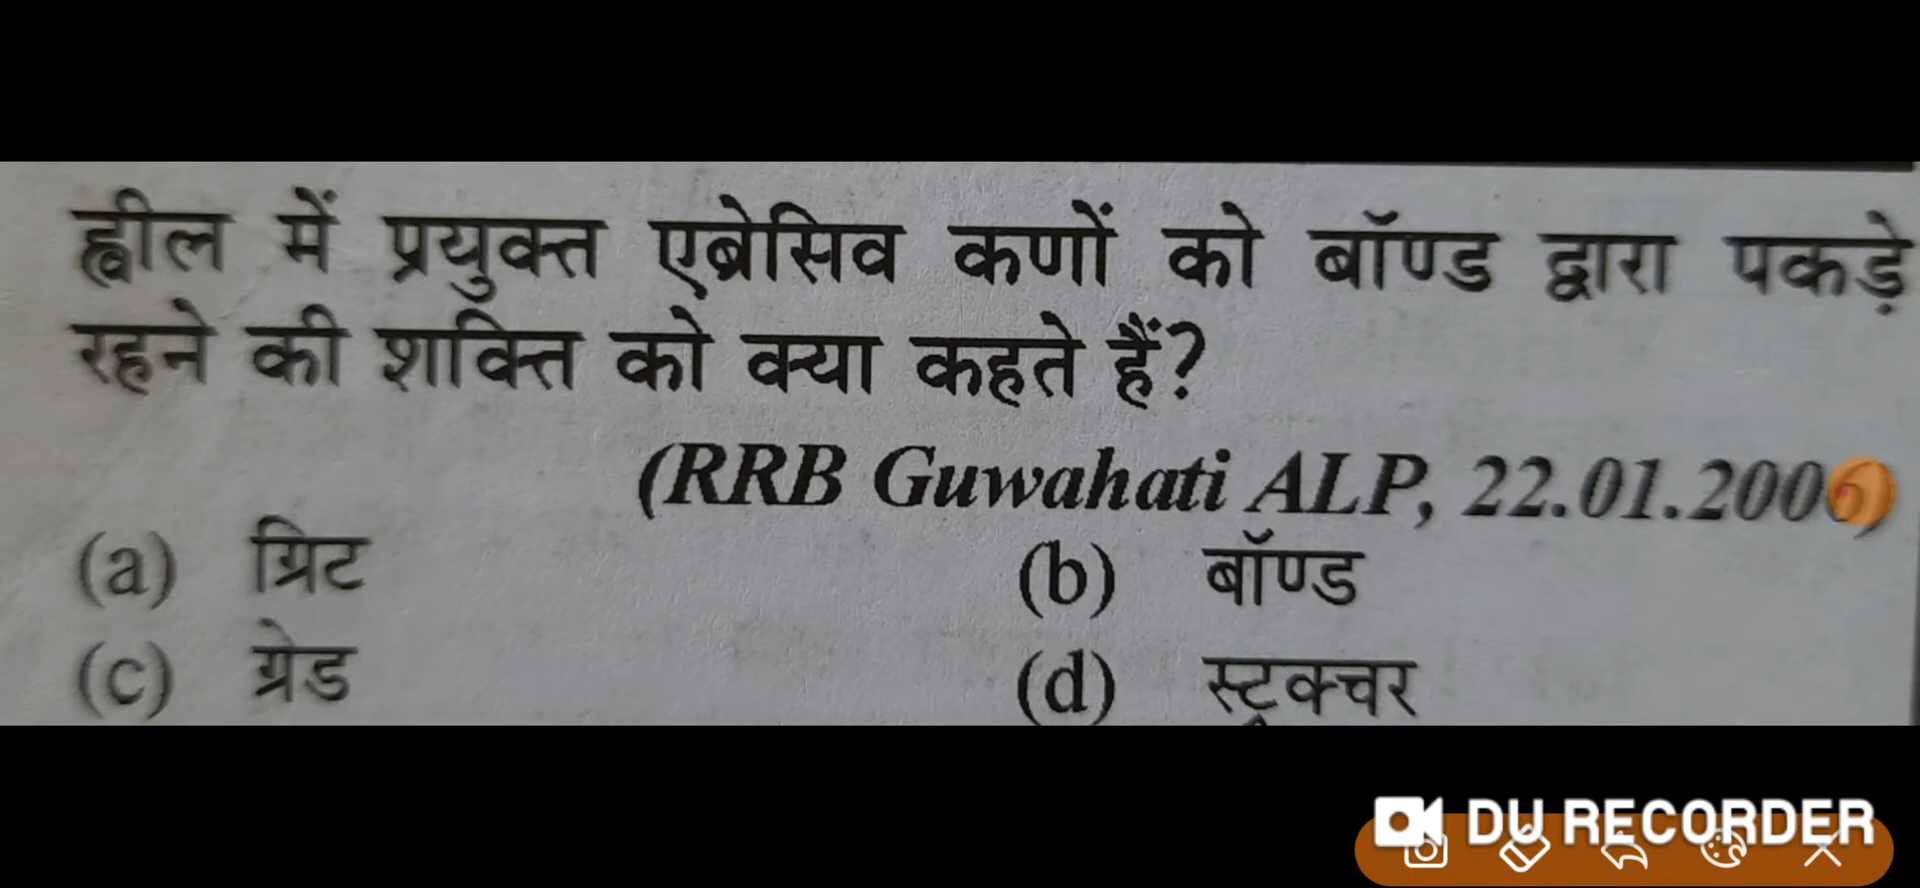 ह्वील में प्रयुक्त एब्रेसिव कणों को बॉण्ड द्वारा पकड़े
रहने की शक्ति को क्या कहते हैं?
(RRB Guwahati ALP, 22.01.2006)
(a) ग्रिट (b) बॉण्ड
(c) ग्रेड (d) स्ट्रक्चर
DU RECORDER